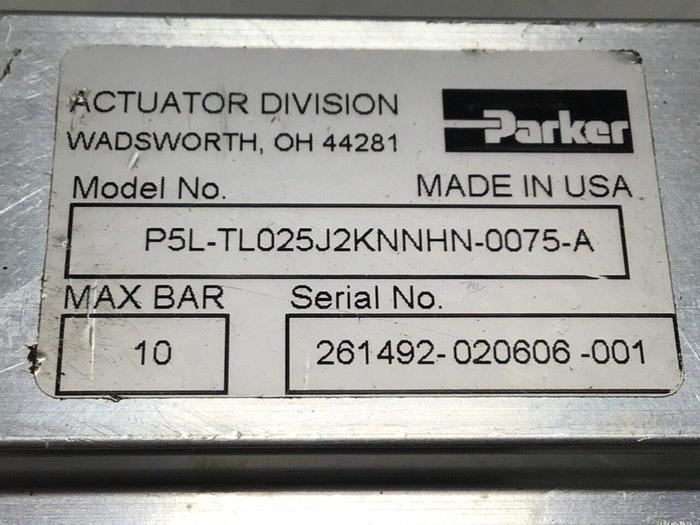 ACTUATOR DIVISION
WADSWORTH, OH 44281
Parker
Model No.
MADE IN USA
P5L-TL025J2KNNHN-0075-A
MAX BAR
Serial No.
10
261492-020606-001